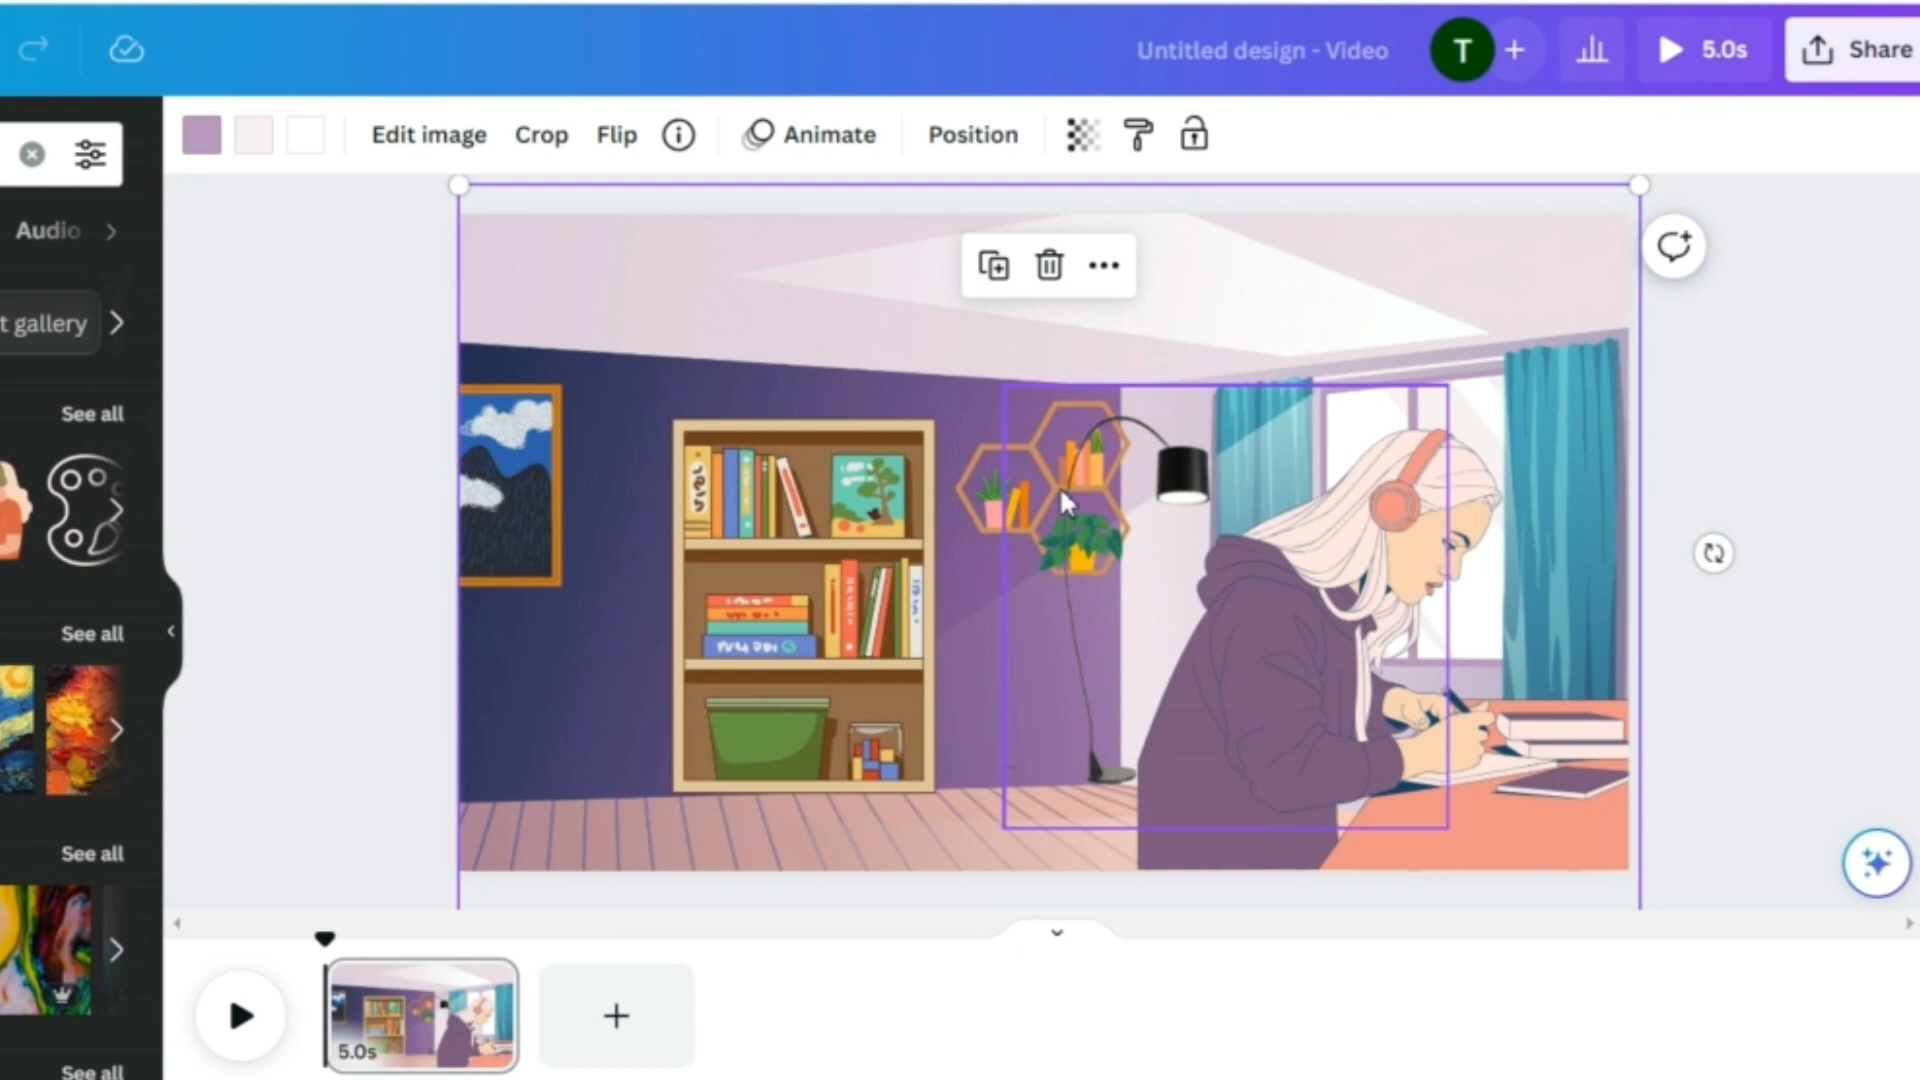 Untitled design - Video
T
5.0s
Share
Edit image
Crop
Flip
Animate
Position
Audio
t gallery
See all
See all
See all
See all
5.0s